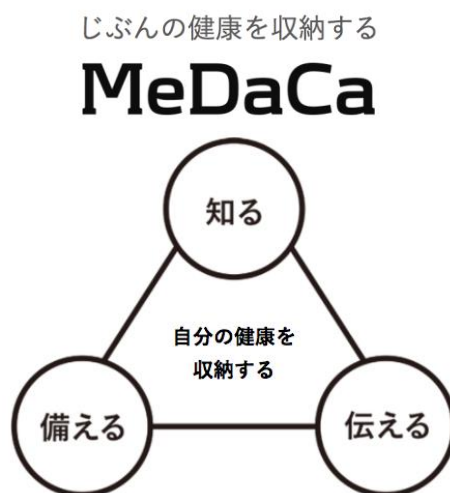 じぶんの健康を収納する
MeDaCa
知る
自分の健康を
収納する
備える
伝える